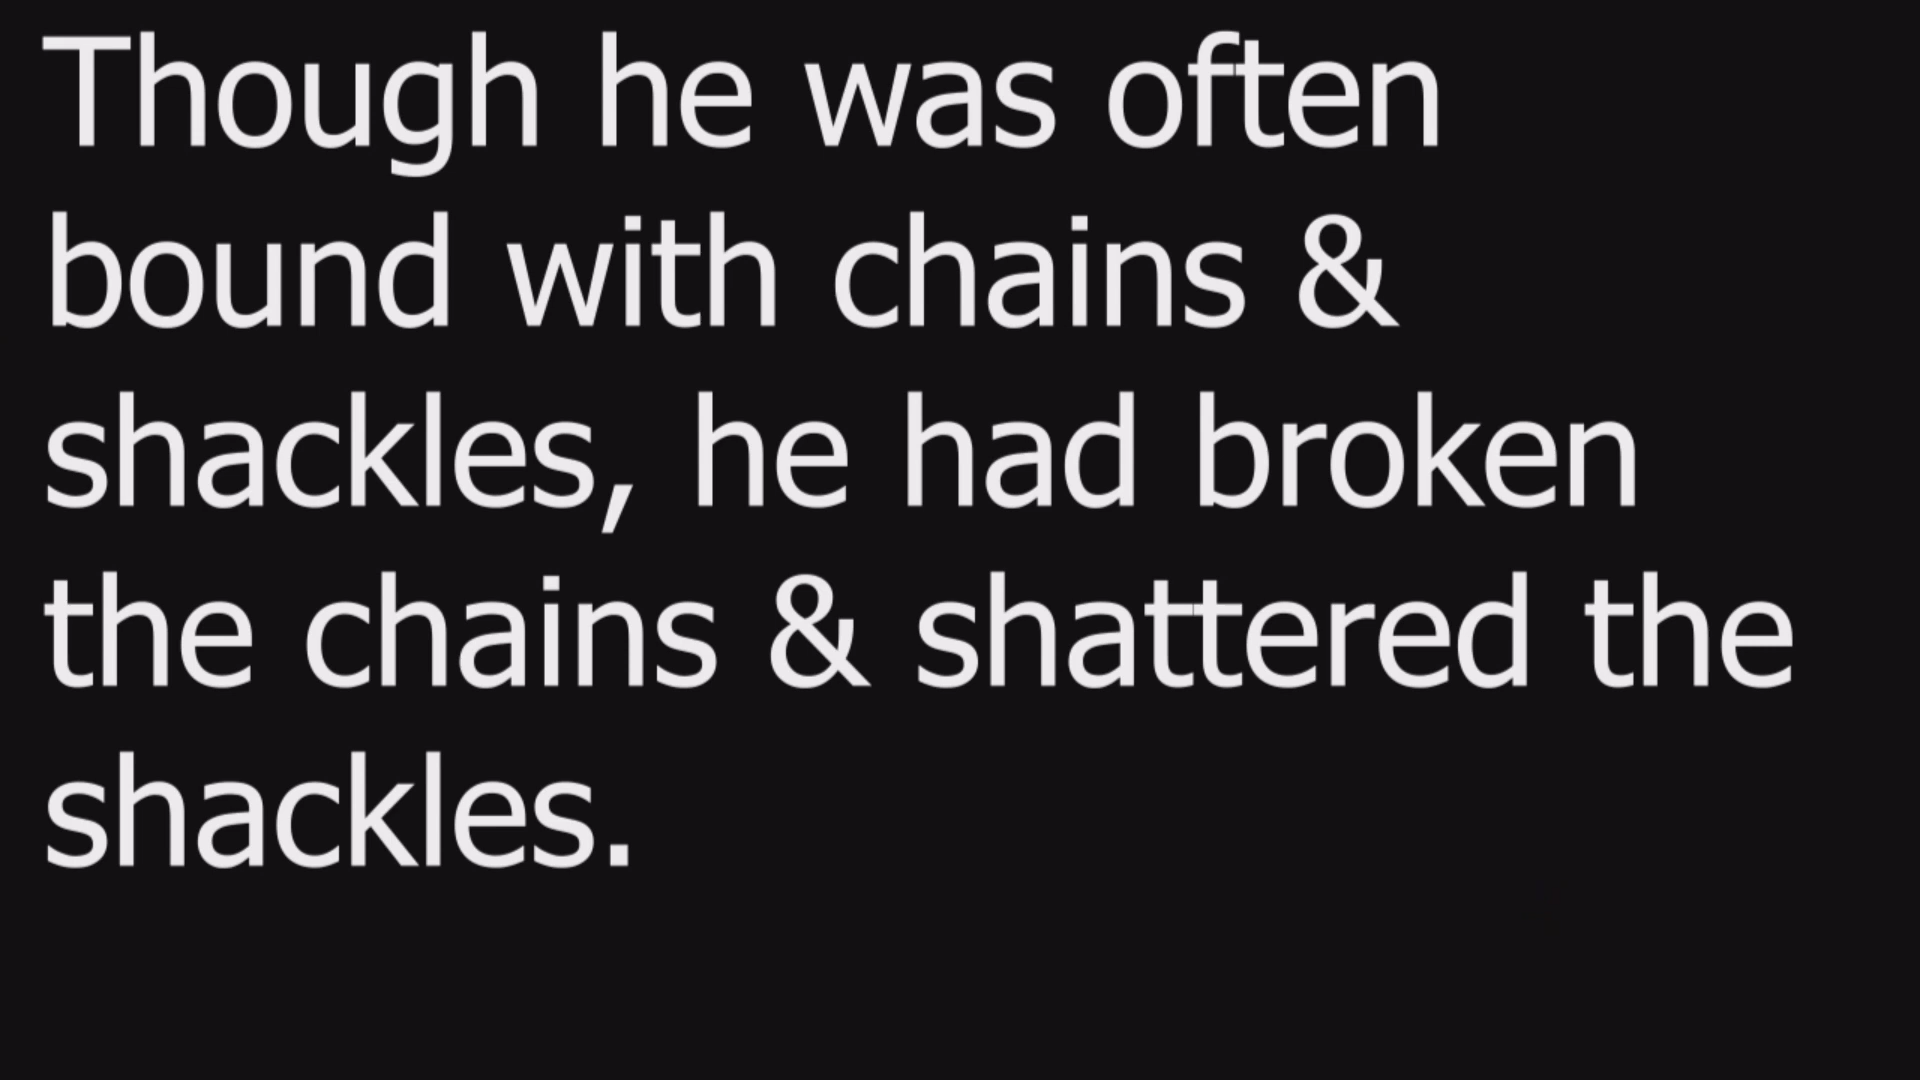 Though he was often
bound with chains &
shackles, he had broken
the chains & shattered the
shackles.